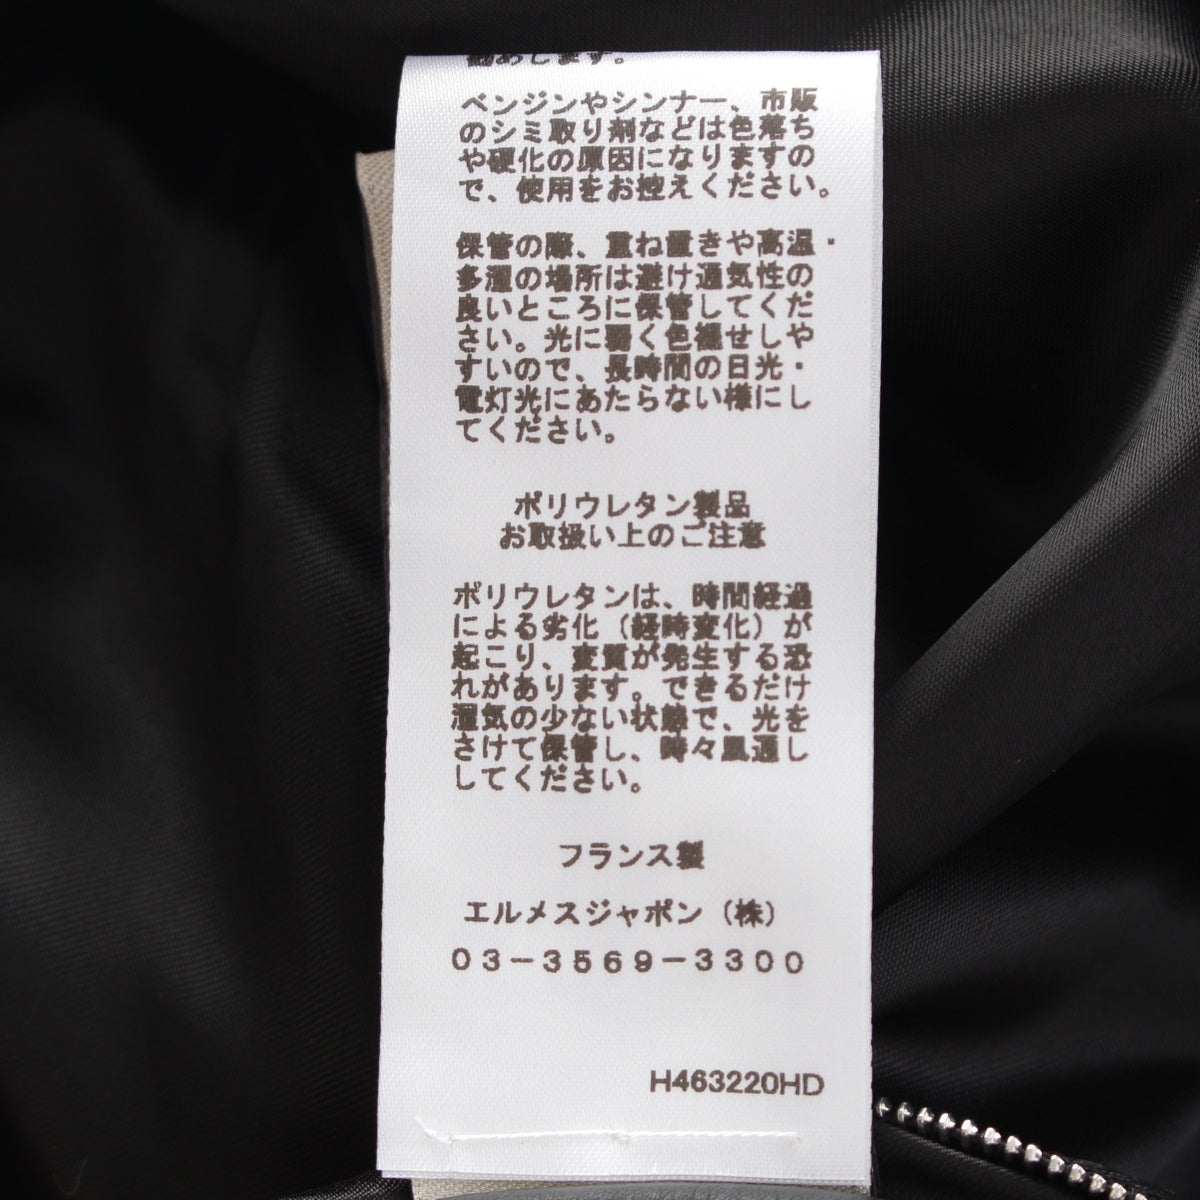 めします。
ベンジンやシンナー、市販
のシミ取り剤などは色落ち
や硬化の原因になりますの
で、使用をお控えください。
保管の際、重ね置きや高温・
多湿の場所は避け通気性の
良いところに保管してくだ
さい。光に弱く色褪せしや
すいので、長時間の日光・
電灯光にあたらない様にし
てください。
ポリウレタン製品
お取扱い上のご注意
ポリウレタンは、時間経過
による劣化（経時変化）が
起こり、変質が発生する恐
れがあります。できるだけ
湿気の少ない状態で、光を
さけて保管し、時々風通し
してください。
フランス製
エルメスジャポン（株）
03-3569-3300
H463220HD